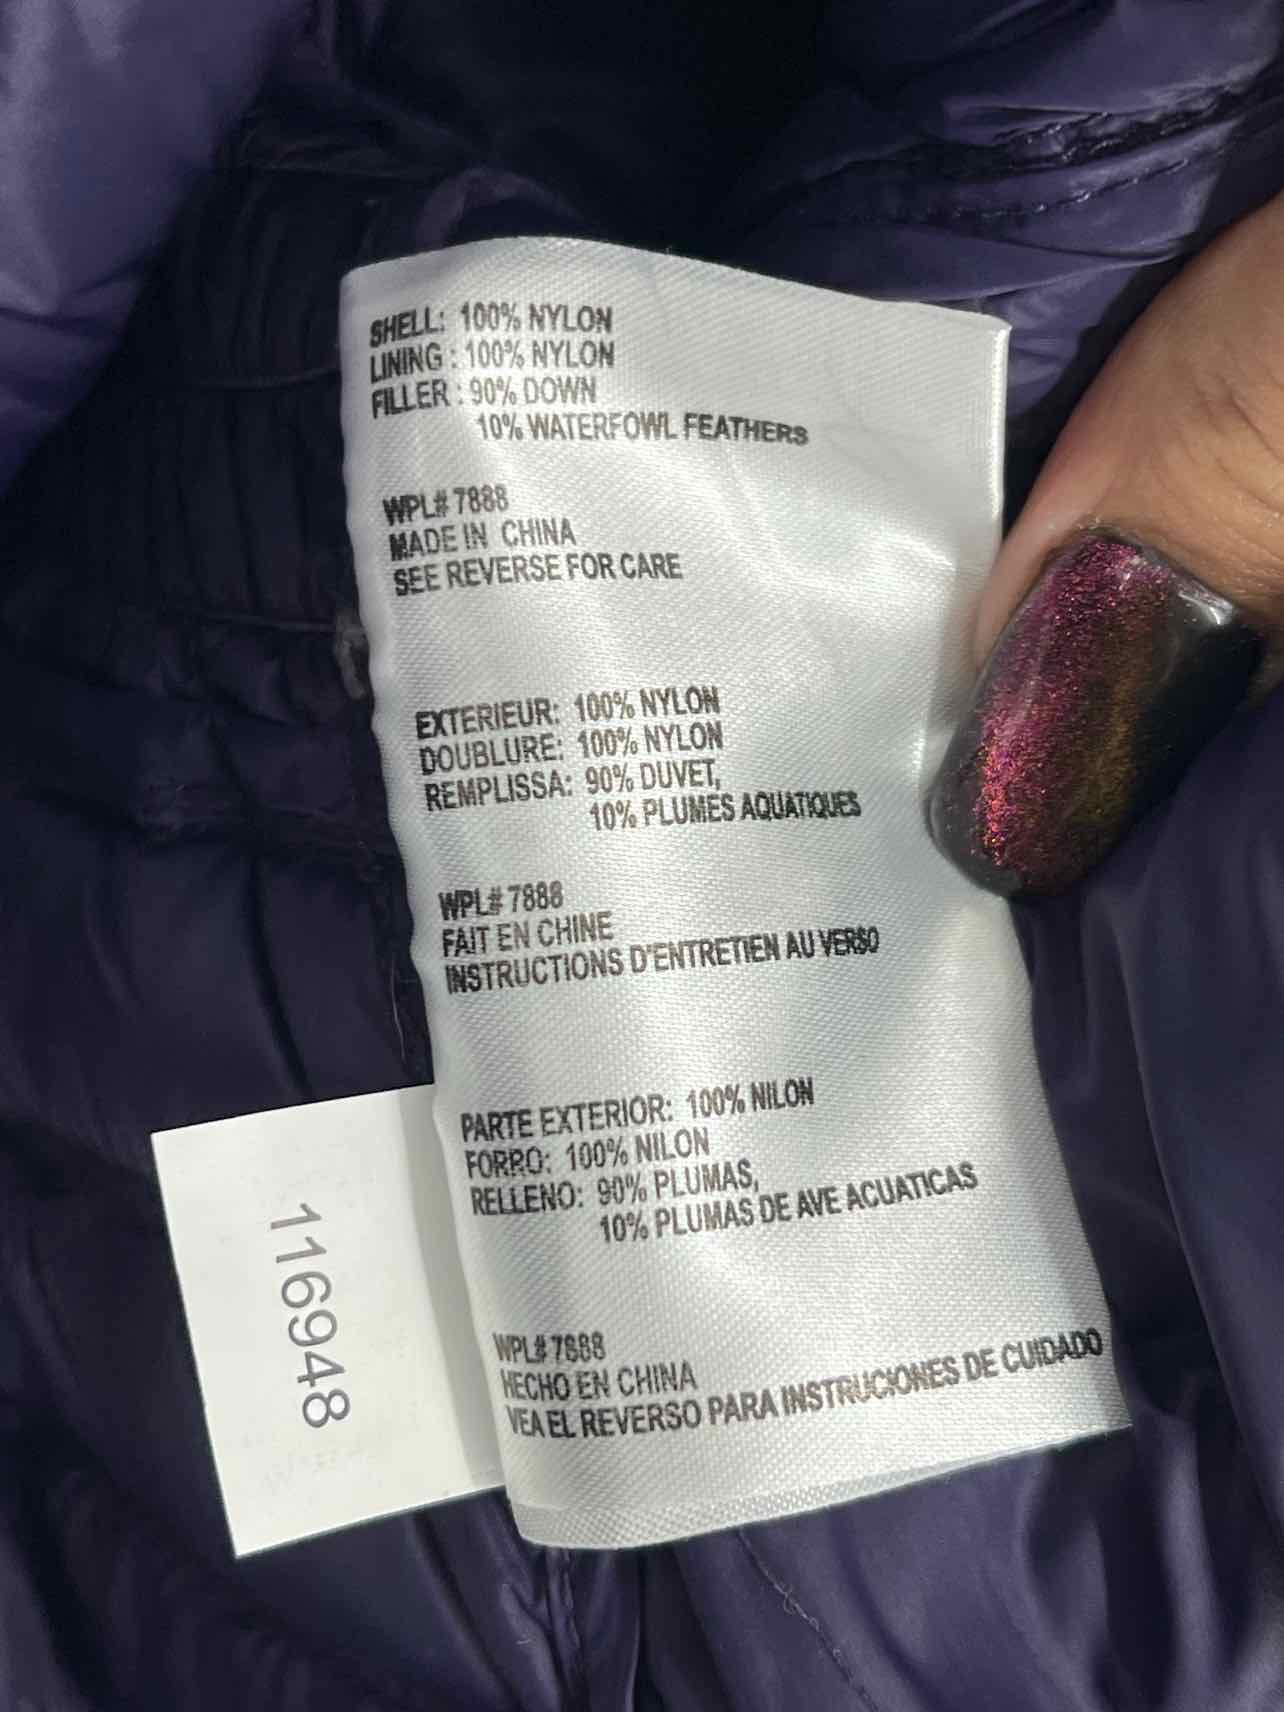 SHELL: 100% NYLON
LINING : 100% NYLON
FILLER : 90% DOWN
10% WATERFOWL FEATHERS
WPL# 7888
MADE IN CHINA
SEE REVERSE FOR CARE
EXTERIEUR: 100% NYLON
DOUBLURE: 100% NYLON
REMPLISSA: 90% DUVET,
10% PLUMES AQUATIQUES
WPL# 7888
FAIT EN CHINE
INSTRUCTIONS D'ENTRETIEN AU VERSO
PARTE EXTERIOR: 100% NILON
FORRO: 100% NILON
RELLENO: 90% PLUMAS,
10% PLUMAS DE AVE ACUATICAS
WPL# 7888
HECHO EN CHINA
VEA EL REVERSO PARA INSTRUCIONES DE CUIDADO
116948